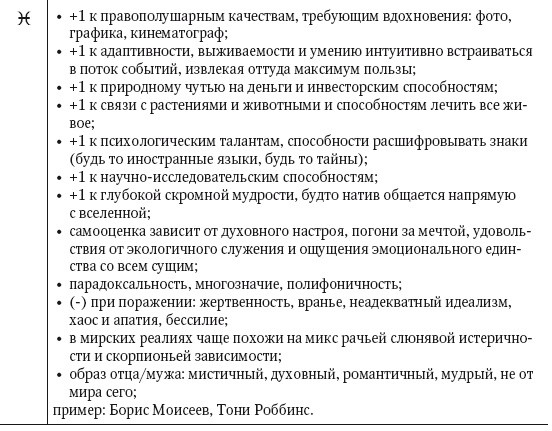 ♓
• +1 к правополушарным качествам, требующим вдохновения: фото,
графика, кинематограф;
• +1 к адаптивности, выживаемости и умению интуитивно встраиваться
в поток событий, извлекая оттуда максимум пользы;
• +1 к природному чутью на деньги и инвесторским способностям;
• +1 к связи с растениями и животными и способностям лечить все жи-
вое;
• +1 к психологическим талантам, способности расшифровывать знаки
(будь то иностранные языки, будь то тайны);
• +1 к научно-исследовательским способностям;
• +1 к глубокой скромной мудрости, будто натив общается напрямую
с вселенной;
• самооценка зависит от духовного настроя, погони за мечтой, удоволь-
ствия от экологичного служения и ощущения эмоционального един-
ства со всем сущим;
• парадоксальность, многозначие, полифоничность;
• (-) при поражении: жертвенность, вранье, неадекватный идеализм,
хаос и апатия, бессилие;
• в мирских реалиях чаще похожи на микс рачьей слюнявой истерично-
сти и скорпионьей зависимости;
• образ отца/мужа: мистичный, духовный, романтичный, мудрый, не от
мира сего;
пример: Борис Моисеев, Тони Роббинс.